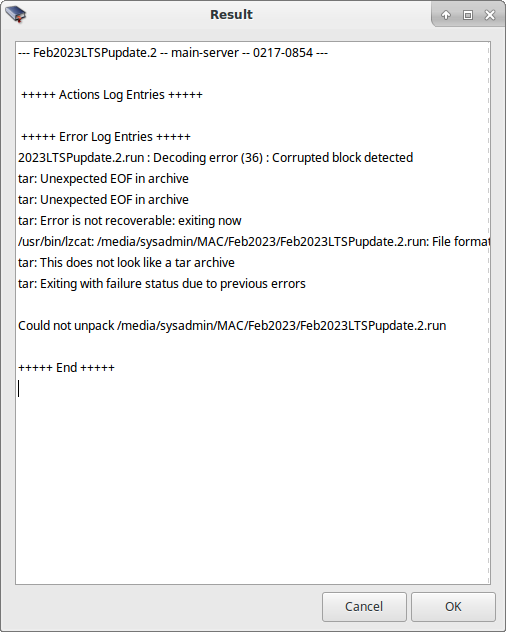 Result
--- Feb2023LTSPupdate.2 -- main-server -- 0217-0854 ---
+++++ Actions Log Entries +++++
+++++ Error Log Entries +++++
2023LTSPupdate.2.run : Decoding error (36) : Corrupted block detected
tar: Unexpected EOF in archive
tar: Unexpected EOF in archive
tar: Error is not recoverable: exiting now
/usr/bin/lzcat: /media/sysadmin/MAC/Feb2023/Feb2023LTSPupdate.2.run: File format
tar: This does not look like a tar archive
tar: Exiting with failure status due to previous errors
Could not unpack /media/sysadmin/MAC/Feb2023/Feb2023LTSPupdate.2.run
+++++ End +++++
Cancel
OK